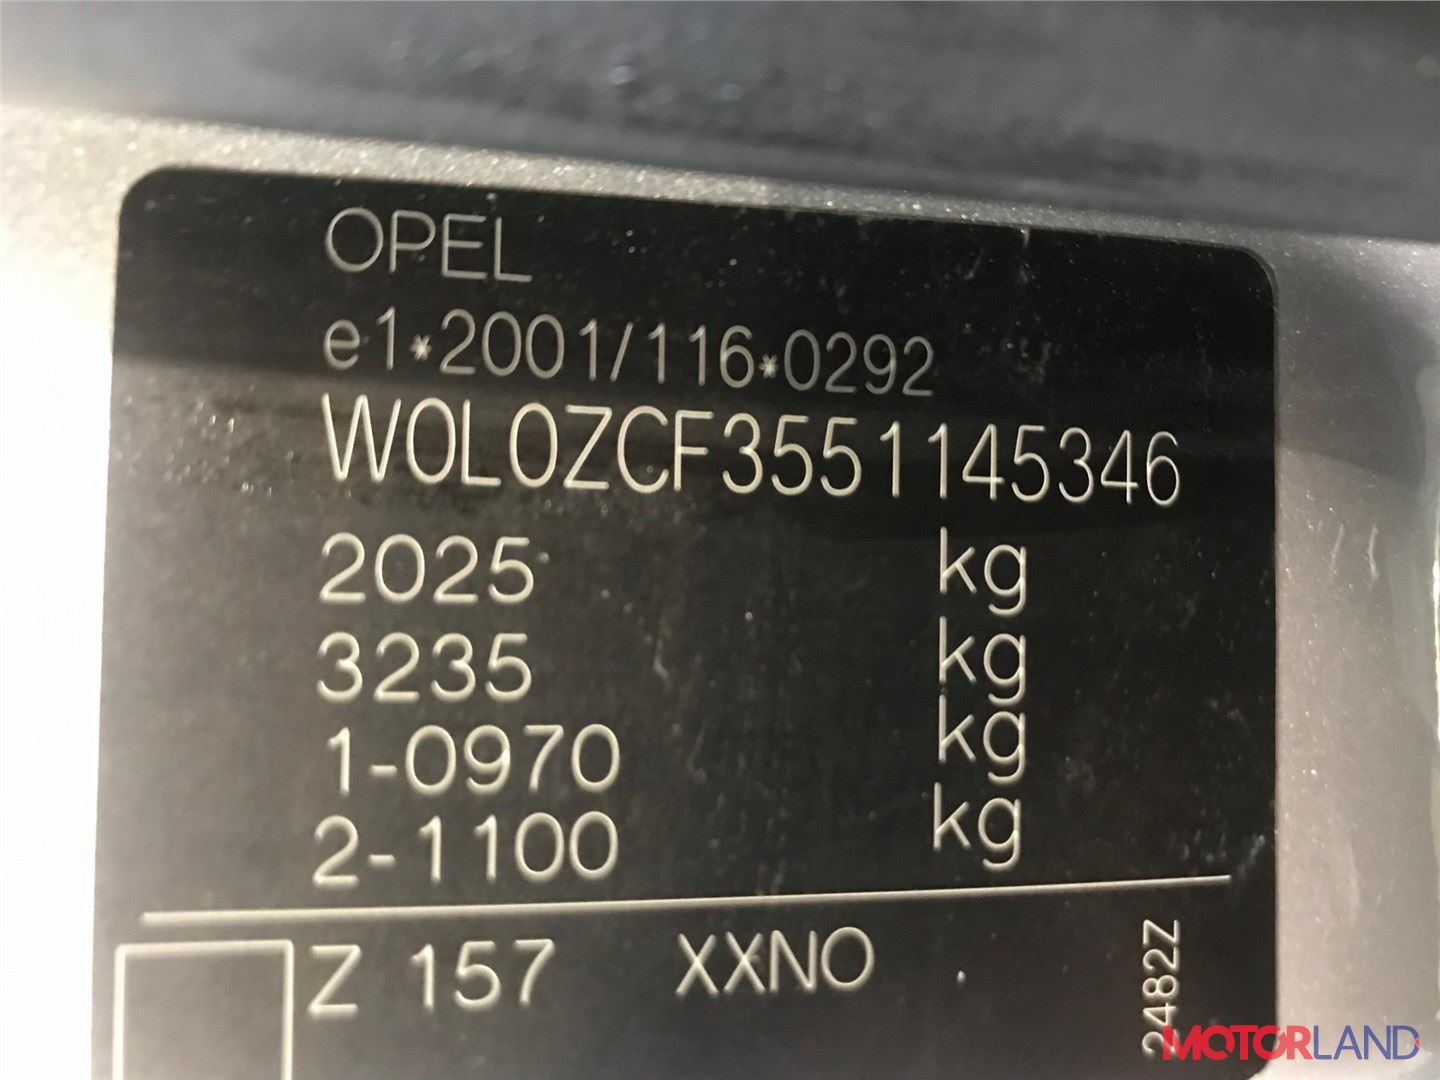 OPEL
e1*2001/116*0292
W0L0ZCF3551145346
2025 kg
3235 kg
1-0970 kg
2-1100 kg
Z 157 XXNO
2482Z
MOTORLAND